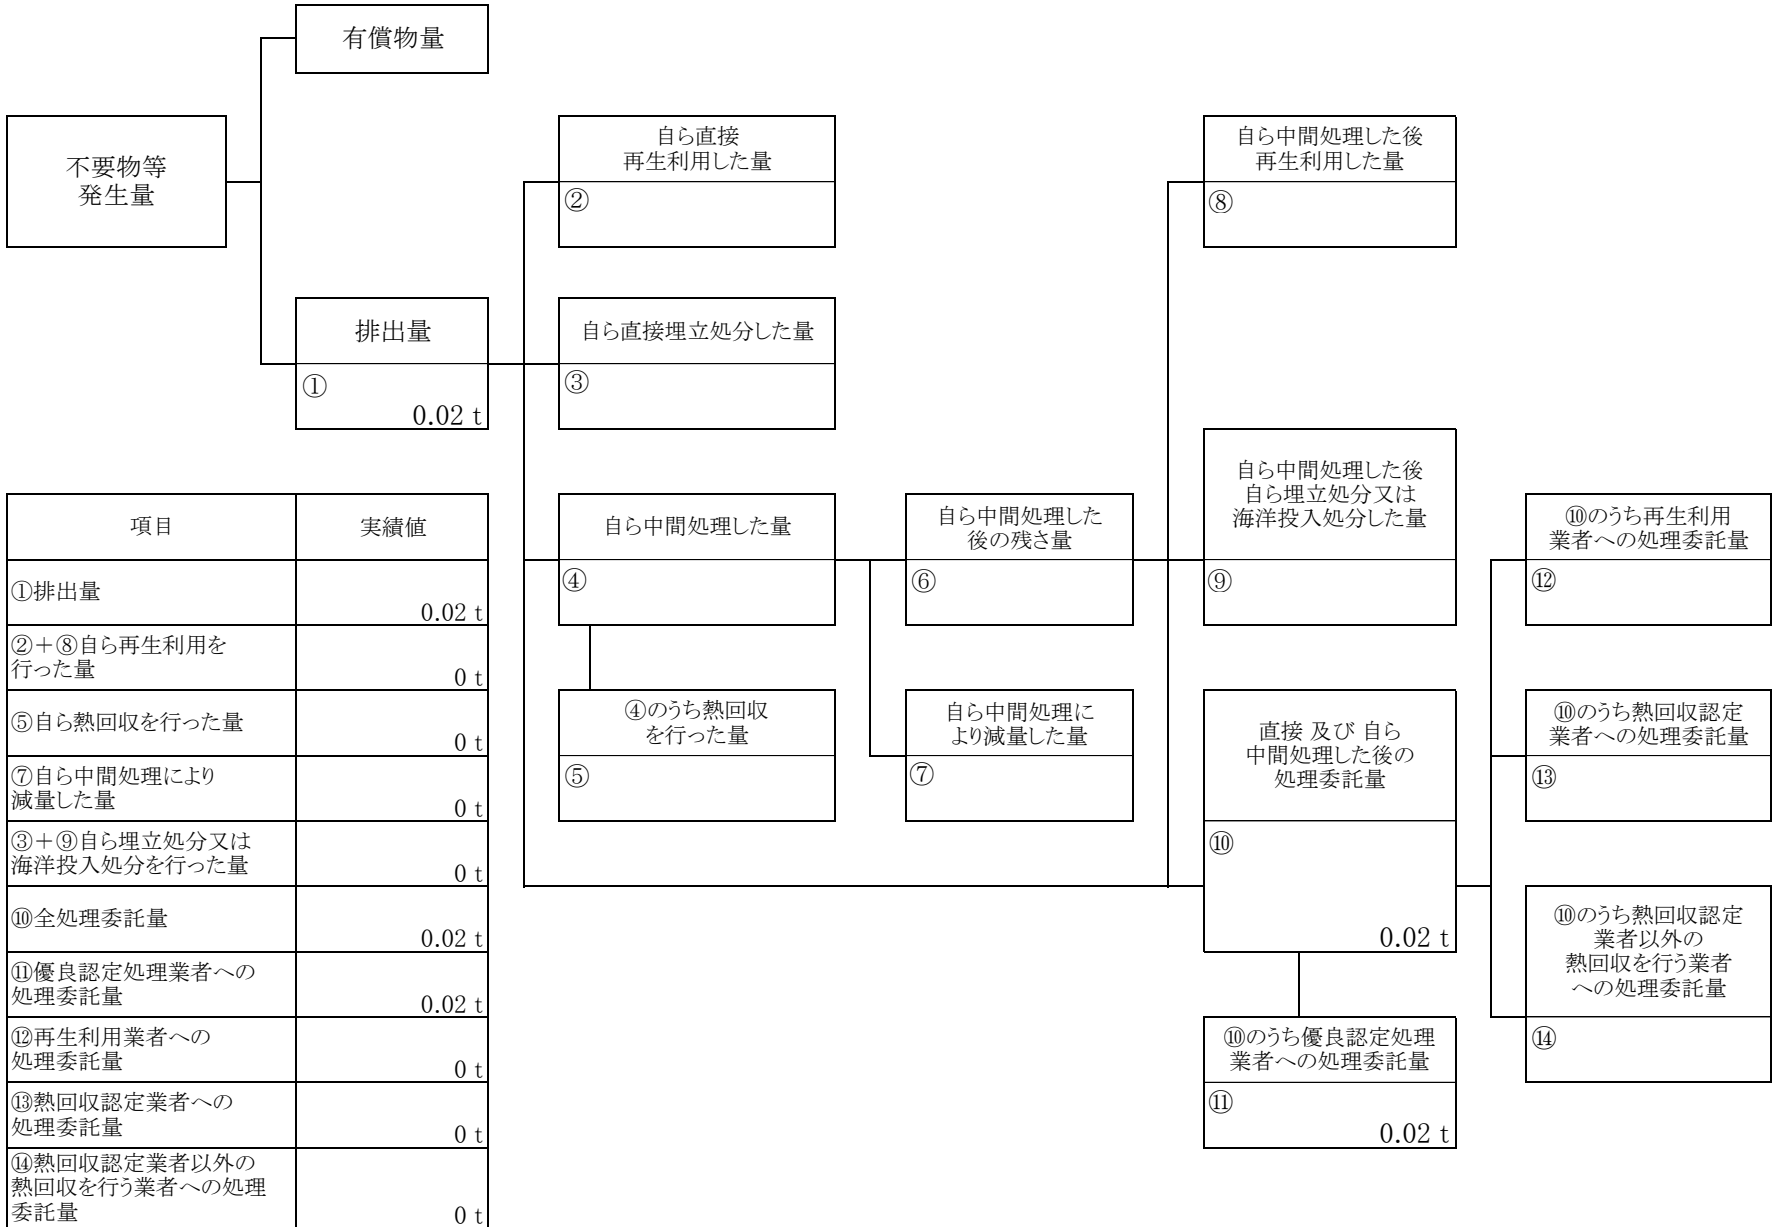 有償物量
不要物等
発生量
自ら直接
再生利用した量
②
自ら中間処理した後
再生利用した量
⑧
排出量
①
0.02 t
自ら直接埋立処分した量
③
自ら中間処理した量
④
自ら中間処理した
後の残さ量
⑥
自ら中間処理した後
自ら埋立処分又は
海洋投入処分した量
⑨
⑩のうち再生利用
業者への処理委託量
⑫
④のうち熱回収
を行った量
⑤
自ら中間処理に
より減量した量
⑦
直接 及び 自ら
中間処理した後の
処理委託量
⑩
0.02 t
⑩のうち熱回収認定
業者への処理委託量
⑬
⑩のうち熱回収認定
業者以外の
熱回収を行う業者
への処理委託量
⑭
⑩のうち優良認定処理
業者への処理委託量
⑪
0.02 t
項目 実績値
①排出量
0.02 t
②＋⑧自ら再生利用を
行った量
0 t
⑤自ら熱回収を行った量
0 t
⑦自ら中間処理により
減量した量
0 t
③＋⑨自ら埋立処分又は
海洋投入処分を行った量
0 t
⑩全処理委託量
0.02 t
⑪優良認定処理業者への
処理委託量
0.02 t
⑫再生利用業者への
処理委託量
0 t
⑬熱回収認定業者への
処理委託量
0 t
⑭熱回収認定業者以外の
熱回収を行う業者への処理
委託量
0 t